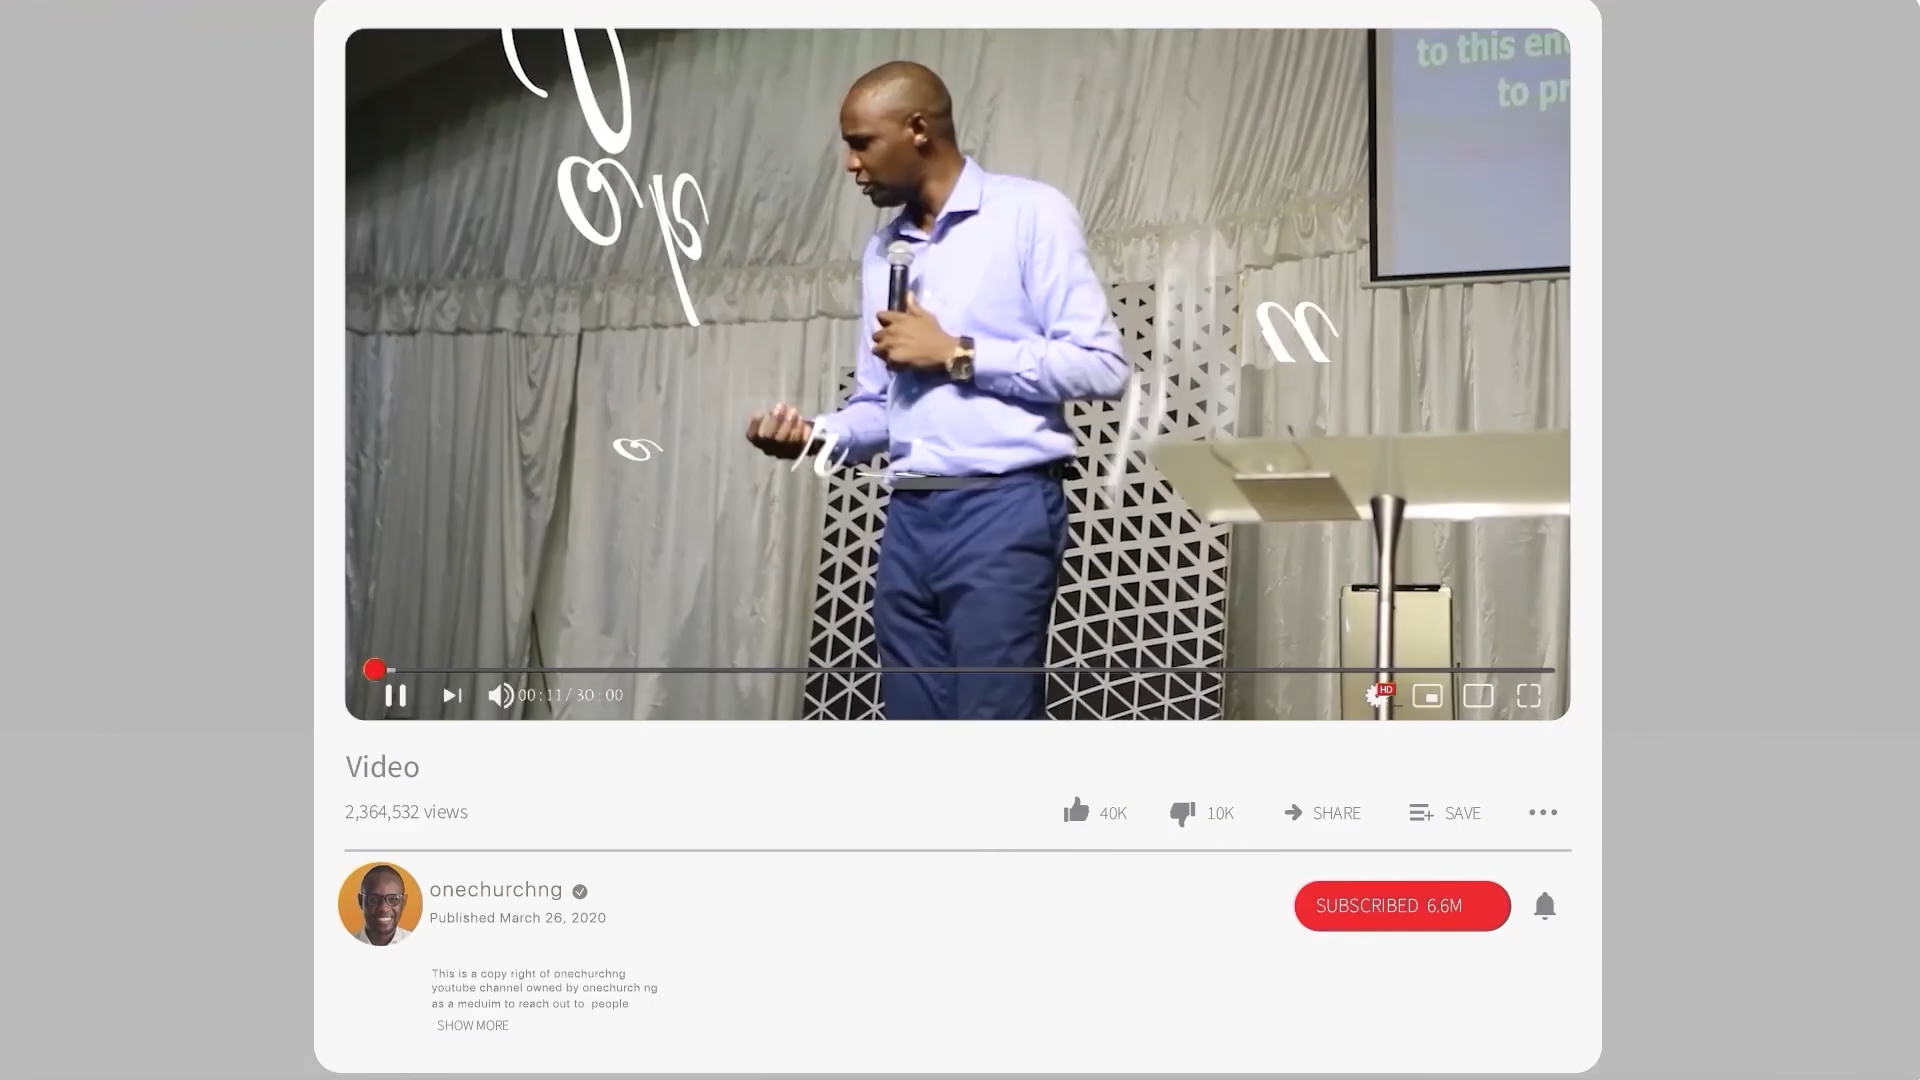 to this en
to pr
00:11/30:00
HD
Video
2,364,532 views
40K
10K
SHARE
SAVE
onechurchng
Published March 26, 2020
SUBSCRIBED 6.6M
This is a copy right of onechurchng
youtube channel owned by onechurch ng
as a meduim to reach out to people
SHOW MORE